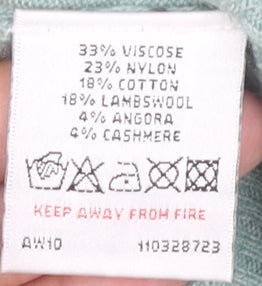 33% VISCOSE
23% NYLON
18% COTTON
18% LAMBSWOOL
4% ANGORA
4% CASHMERE
KEEP AWAY FROM FIRE
AW10 110328723